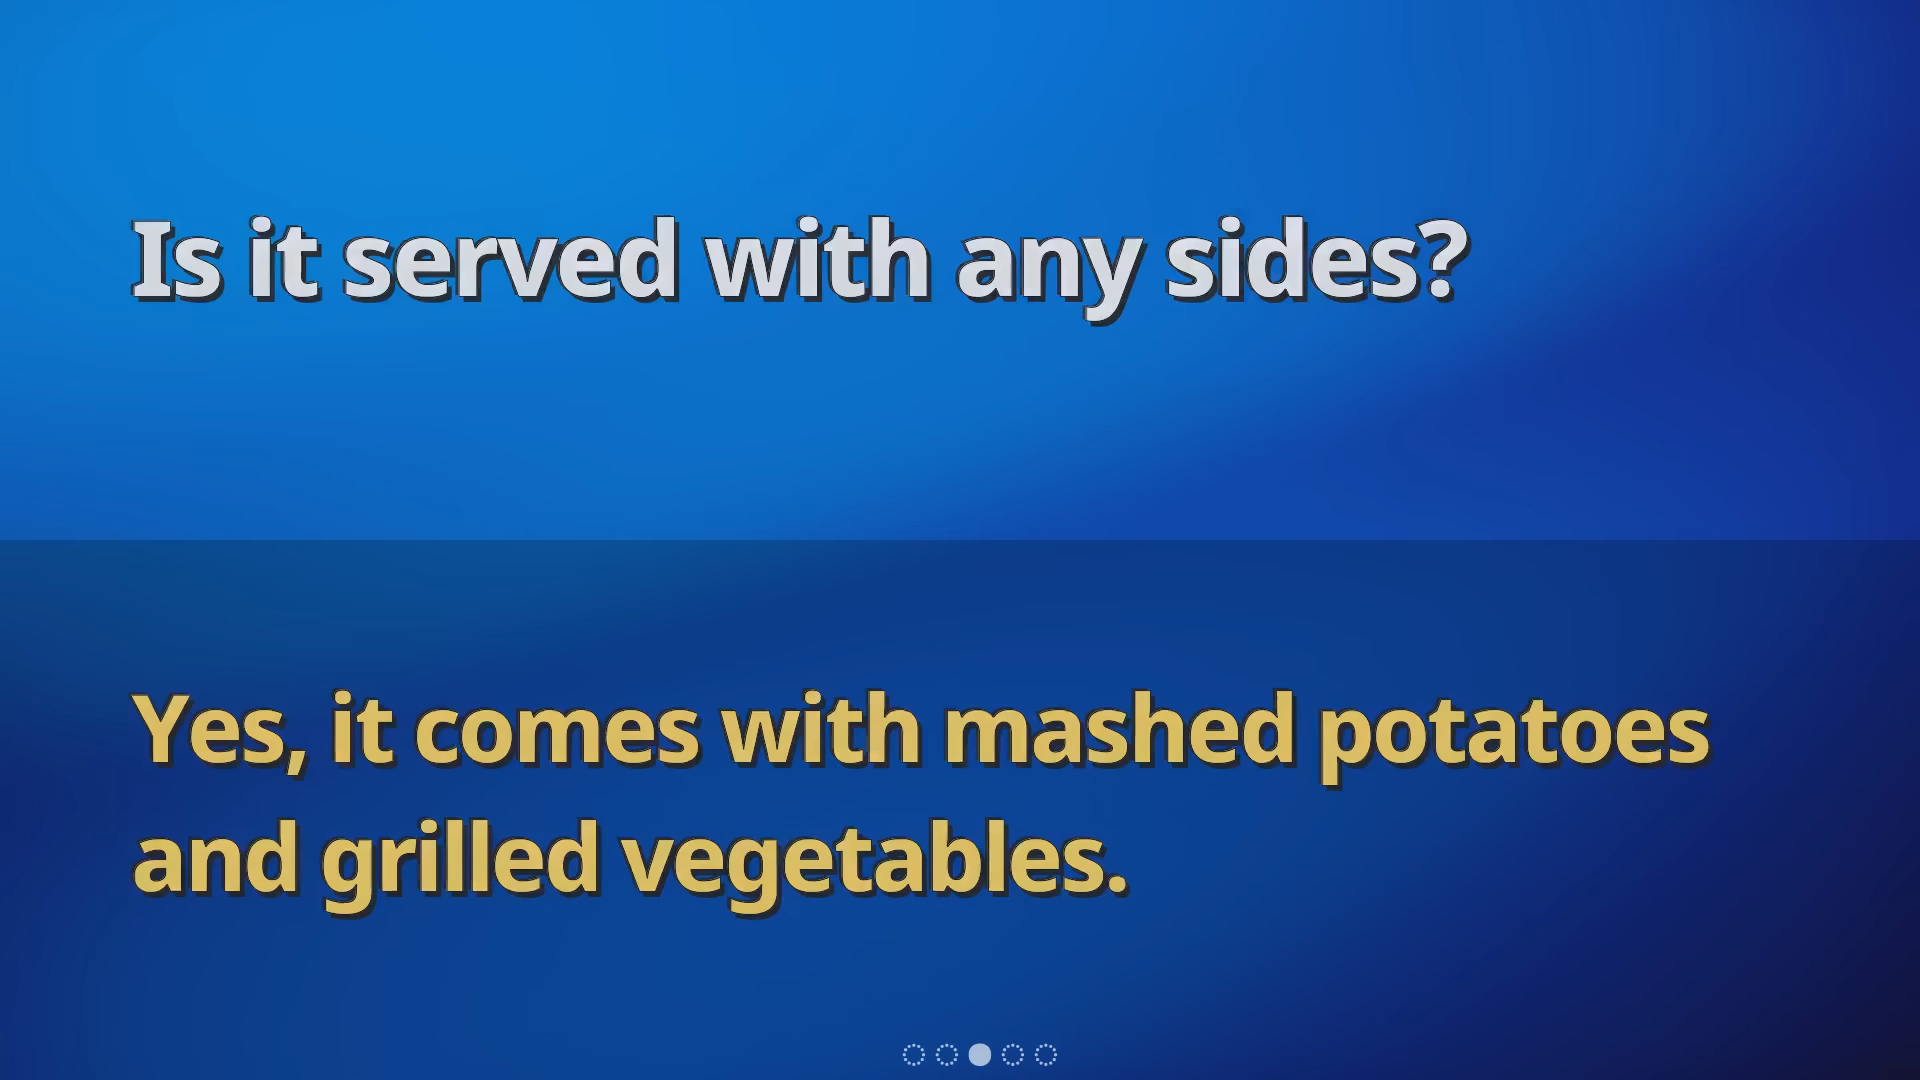 Is it served with any sides?
Yes, it comes with mashed potatoes
and grilled vegetables.